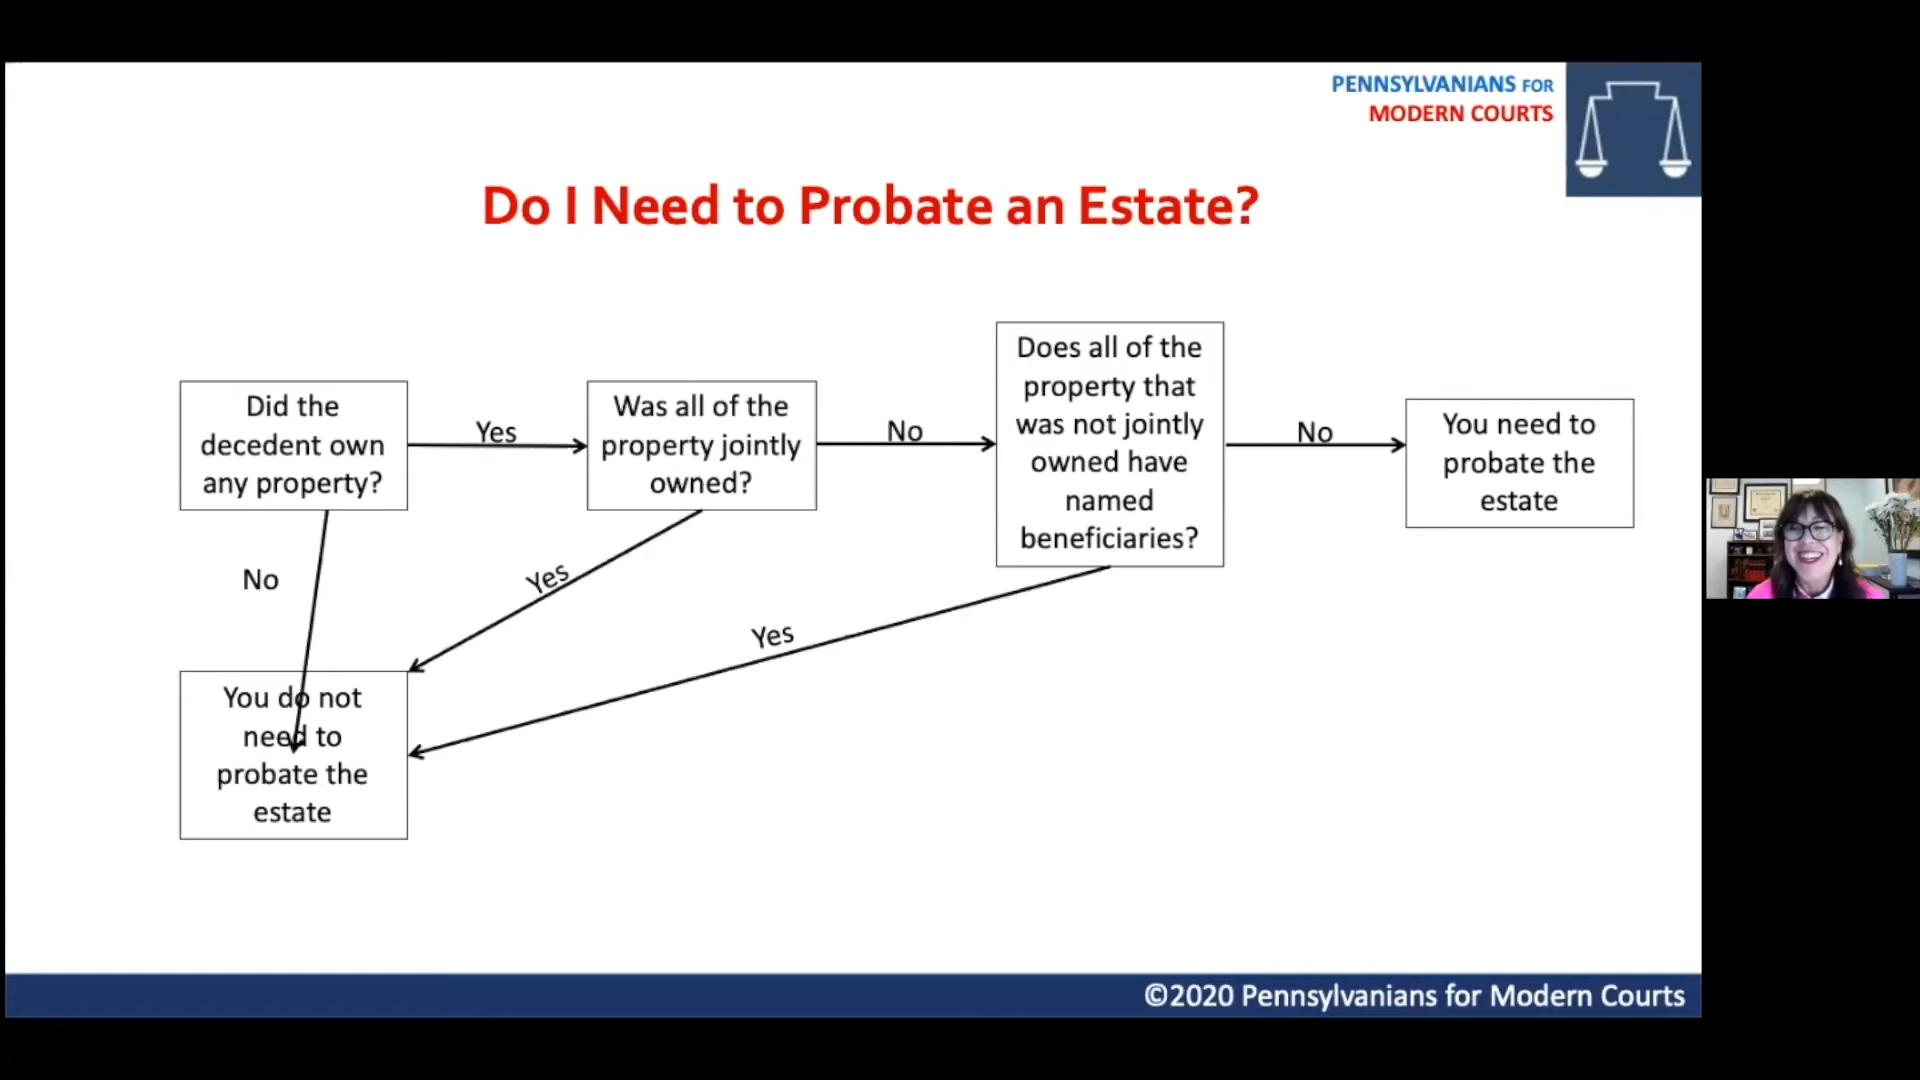 PENNSYLVANIANS FOR
MODERN COURTS
Do I Need to Probate an Estate?
Did the
decedent own
any property?
Yes
Was all of the
property jointly
owned?
No
Does all of the
property that
was not jointly
owned have
named
beneficiaries?
No
You need to
probate the
estate
No
Yes
Yes
You do not
need to
probate the
estate
©2020 Pennsylvanians for Modern Courts